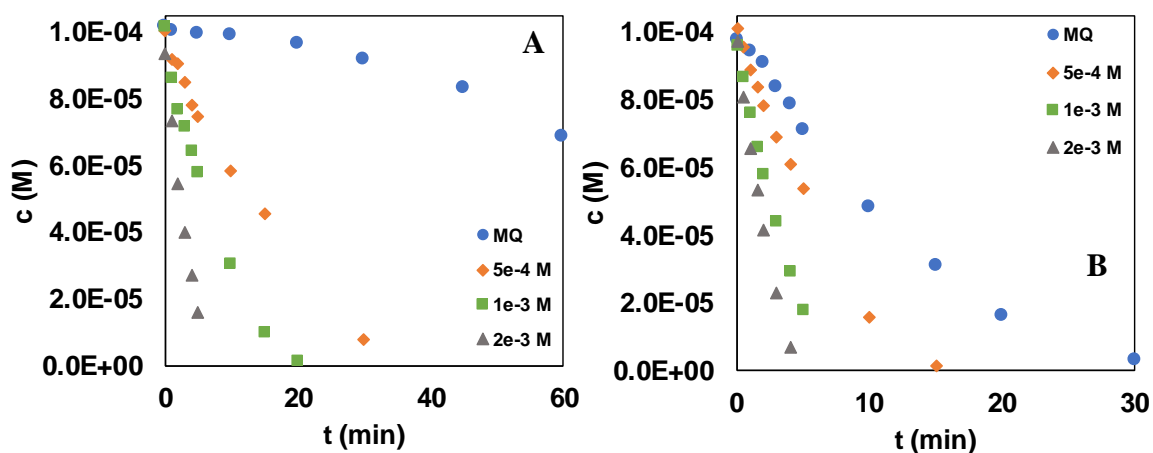 A
1.0E-04
8.0E-05
6.0E-05
4.0E-05
2.0E-05
0.0E+00
c (M)
0 20 40 60
t (min)
MQ
5e-4 M
1e-3 M
2e-3 M
B
1.0E-04
8.0E-05
6.0E-05
4.0E-05
2.0E-05
0.0E+00
c (M)
0 10 20 30
t (min)
MQ
5e-4 M
1e-3 M
2e-3 M